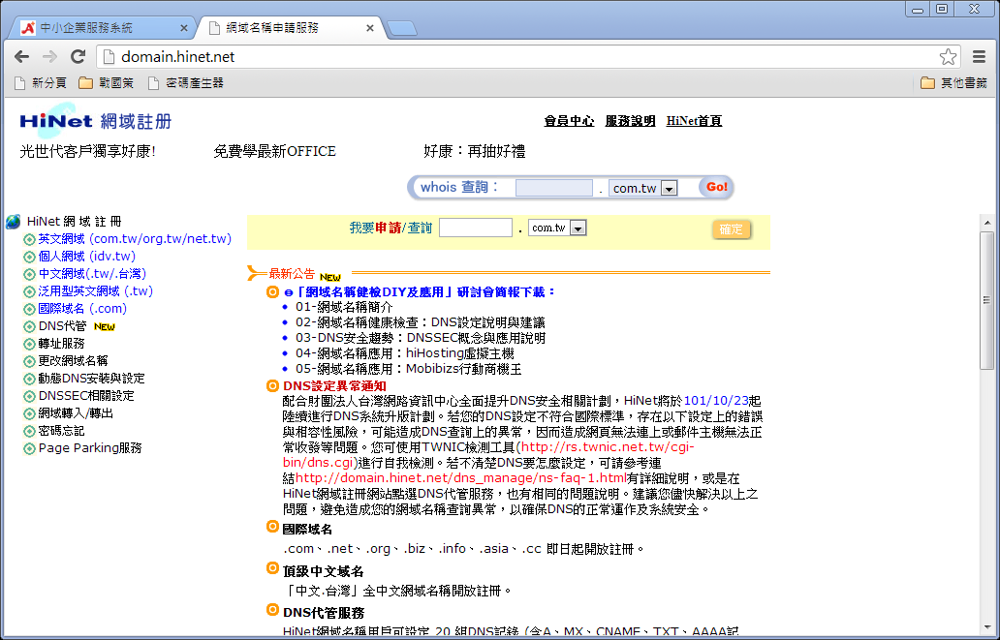 中小企業服務系統
網域名稱申請服務
domain.hinet.net
新分頁
戰國策
密碼產生器
其他書籤
HiNet 網域註册
會員中心 服務說明 HiNet首頁
光世代客戶獨享好康! 免費學最新OFFICE 好康：再抽好禮
whois 查詢： . com.tw Go!
HiNet 網 域 註 冊
英文網域 (com.tw/org.tw/net.tw)
個人網域 (idv.tw)
中文網域(.tw/.台灣)
泛用型英文網域 (.tw)
國際域名 (.com)
DNS代管 NEW
轉址服務
更改網域名稱
動態DNS安裝與設定
DNSSEC相關設定
網域轉入/轉出
密碼忘記
Page Parking服務
我要申請/查詢 . com.tw 確定
最新公告 NEW
⊖「網域名稱健檢DIY及應用」研討會簡報下載：
• 01-網域名稱簡介
• 02-網域名稱健康檢查：DNS設定說明與建議
• 03-DNS安全趨勢：DNSSEC概念與應用說明
• 04-網域名稱應用：hiHosting虛擬主機
• 05-網域名稱應用：Mobibizs行動商機王
DNS設定異常通知
配合財團法人台灣網路資訊中心全面提升DNS安全相關計劃，HiNet將於101/10/23起
陸續進行DNS系統升版計劃。若您的DNS設定不符合國際標準，存在以下設定上的錯誤
與相容性風險，可能造成DNS查詢上的異常，因而造成網頁無法連上或郵件主機無法正
常收發等問題。您可使用TWNIC檢測工具(http://rs.twnic.net.tw/cgi-
bin/dns.cgi)進行自我檢測。若不清楚DNS要怎麼設定，可請參考連
結http://domain.hinet.net/dns_manage/ns-faq-1.html有詳細說明，或是在
HiNet網域註冊網站點選DNS代管服務，也有相同的問題說明。建議您儘快解決以上之
問題，避免造成您的網域名稱查詢異常，以確保DNS的正常運作及系統安全。
國際域名
.com、.net、.org、.biz、.info、.asia、.cc 即日起開放註冊。
頂級中文域名
「中文.台灣」全中文網域名稱開放註冊。
DNS代管服務
HiNet網域名稱用戶可設定 20 組DNS記錄 (含A、MX、CNAME、TXT、AAAA記